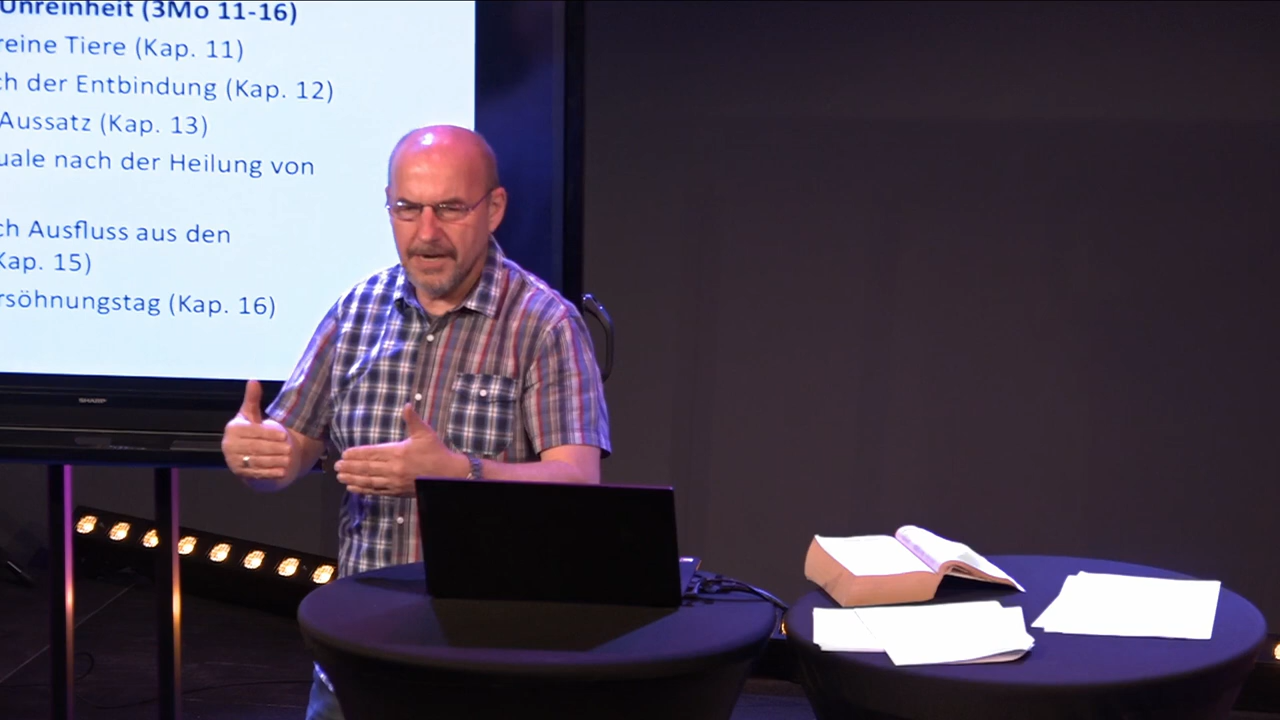 Unreinheit (3Mo 11-16)
reine Tiere (Kap. 11)
ch der Entbindung (Kap. 12)
Aussatz (Kap. 13)
uale nach der Heilung von
ch Ausfluss aus den
Kap. 15)
rsöhnungstag (Kap. 16)
SHARP